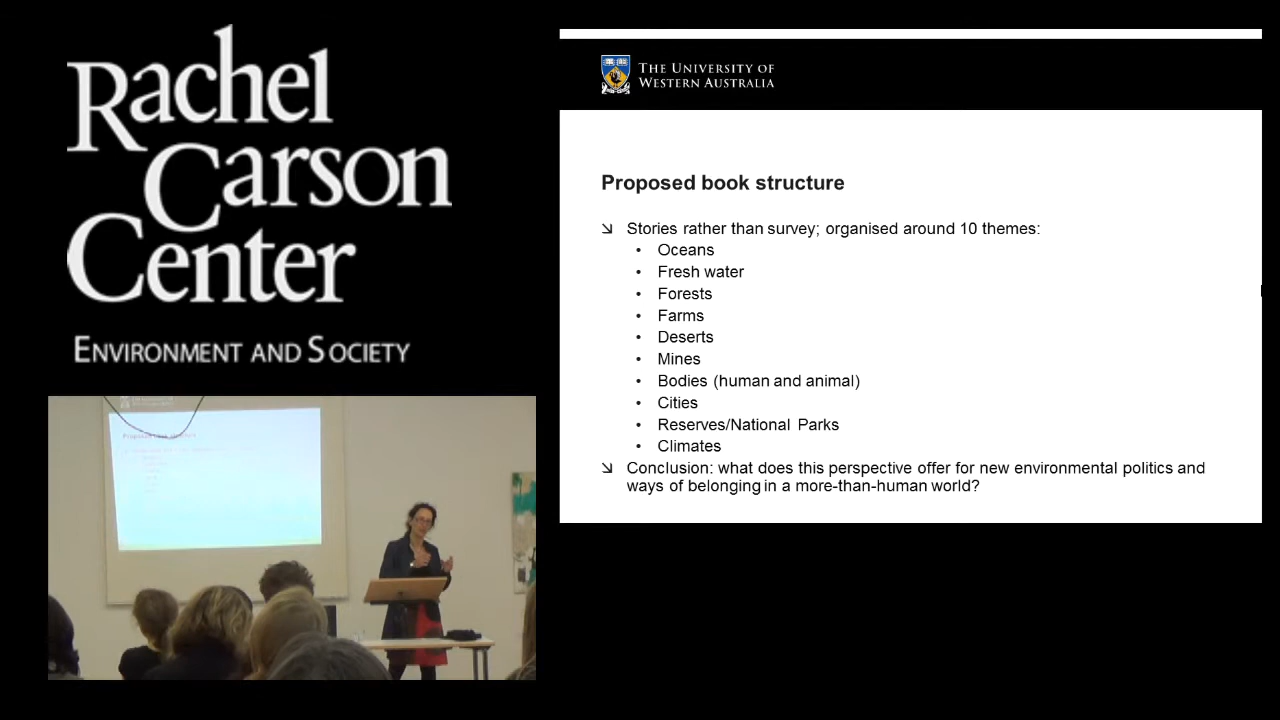 Rachel
Carson
Center
ENVIRONMENT AND SOCIETY
THE UNIVERSITY OF
WESTERN AUSTRALIA
Proposed book structure
Stories rather than survey; organised around 10 themes:
• Oceans
• Fresh water
• Forests
• Farms
• Deserts
• Mines
• Bodies (human and animal)
• Cities
• Reserves/National Parks
• Climates
Conclusion: what does this perspective offer for new environmental politics and
ways of belonging in a more-than-human world?
Proposed book structure